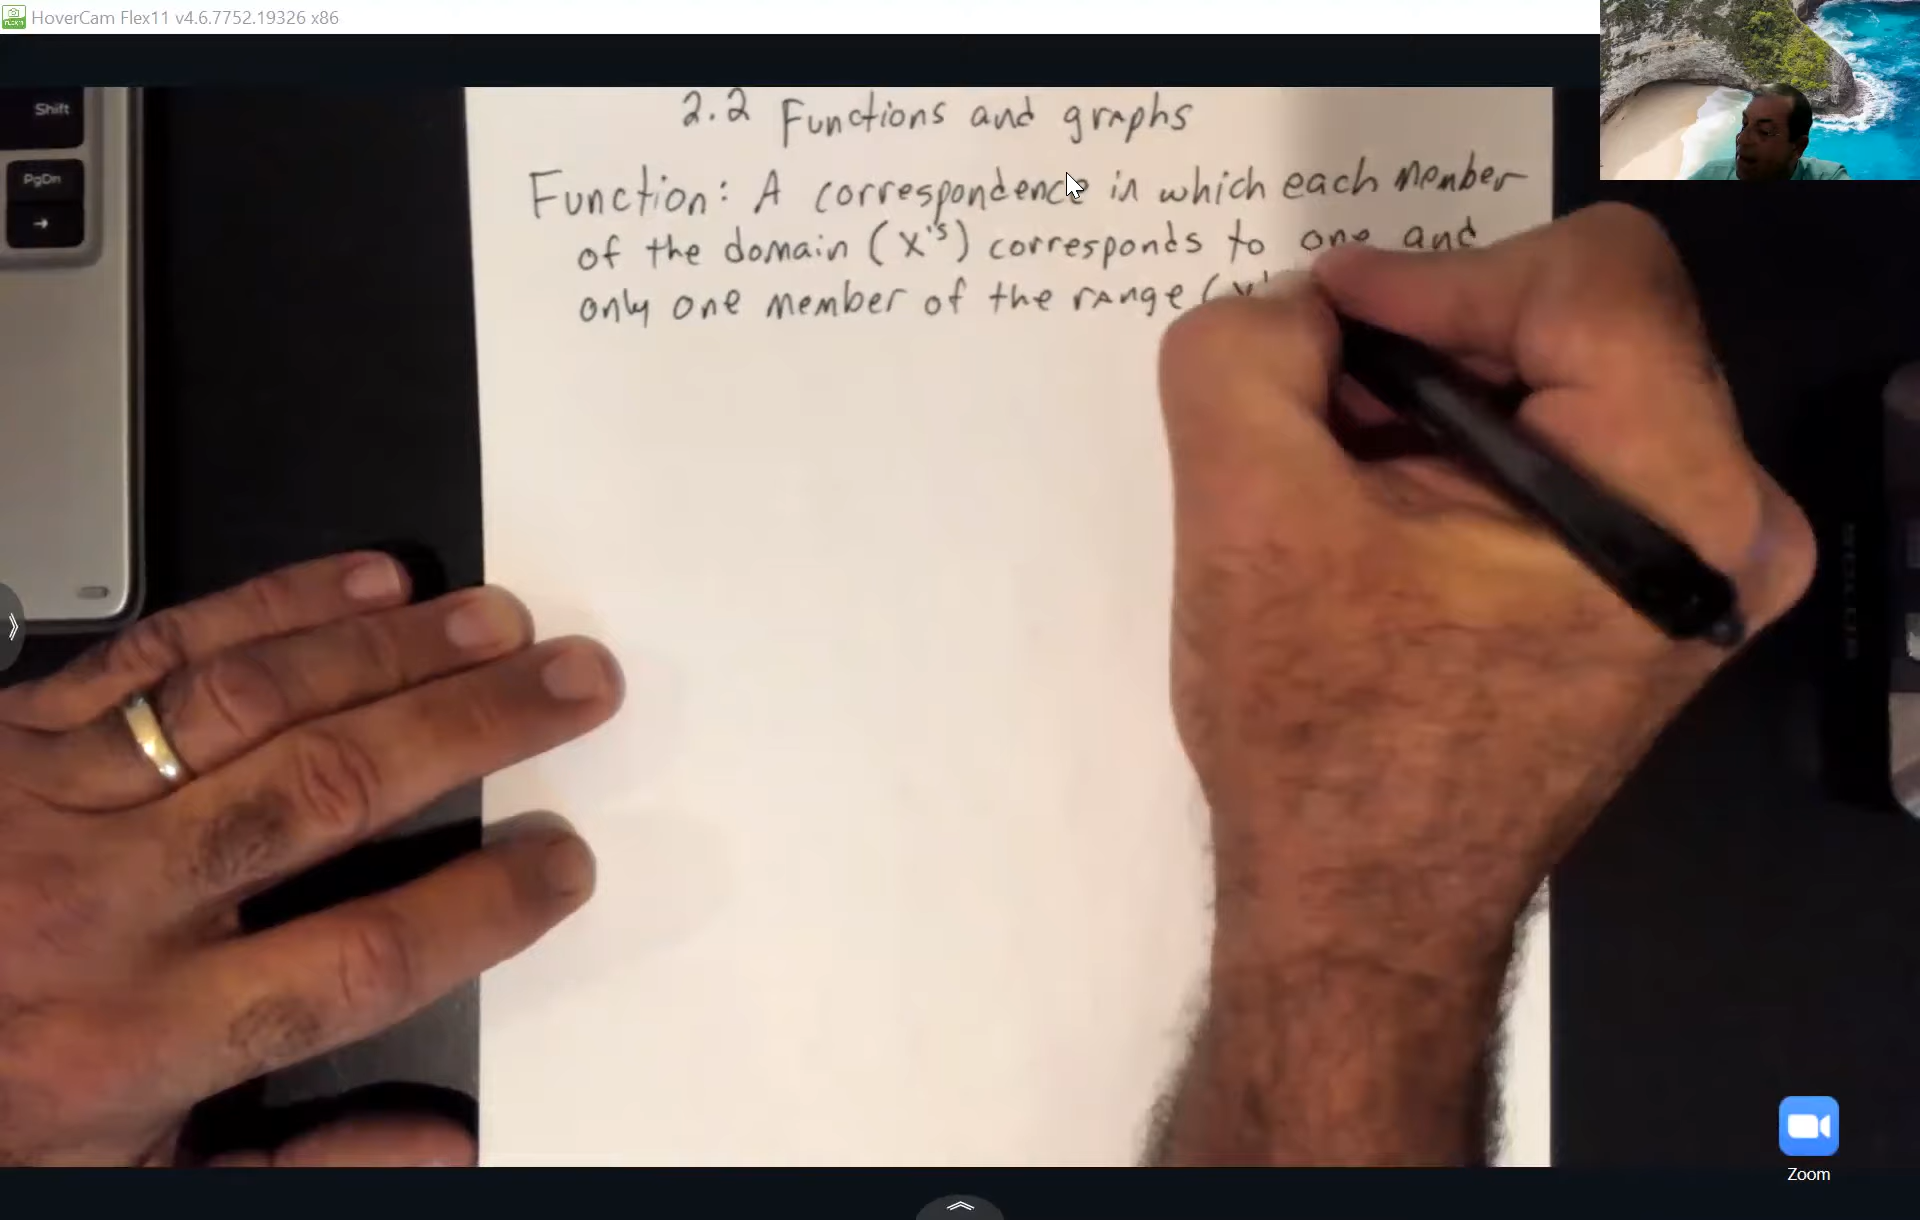 HoverCam Flex11 v4.6.7752.19326 x86
Shift
PgDn
2.2 Functions and graphs
Function: A correspondence in which each member
of the domain (x's) corresponds to one and
only one member of the range (y'
Zoom